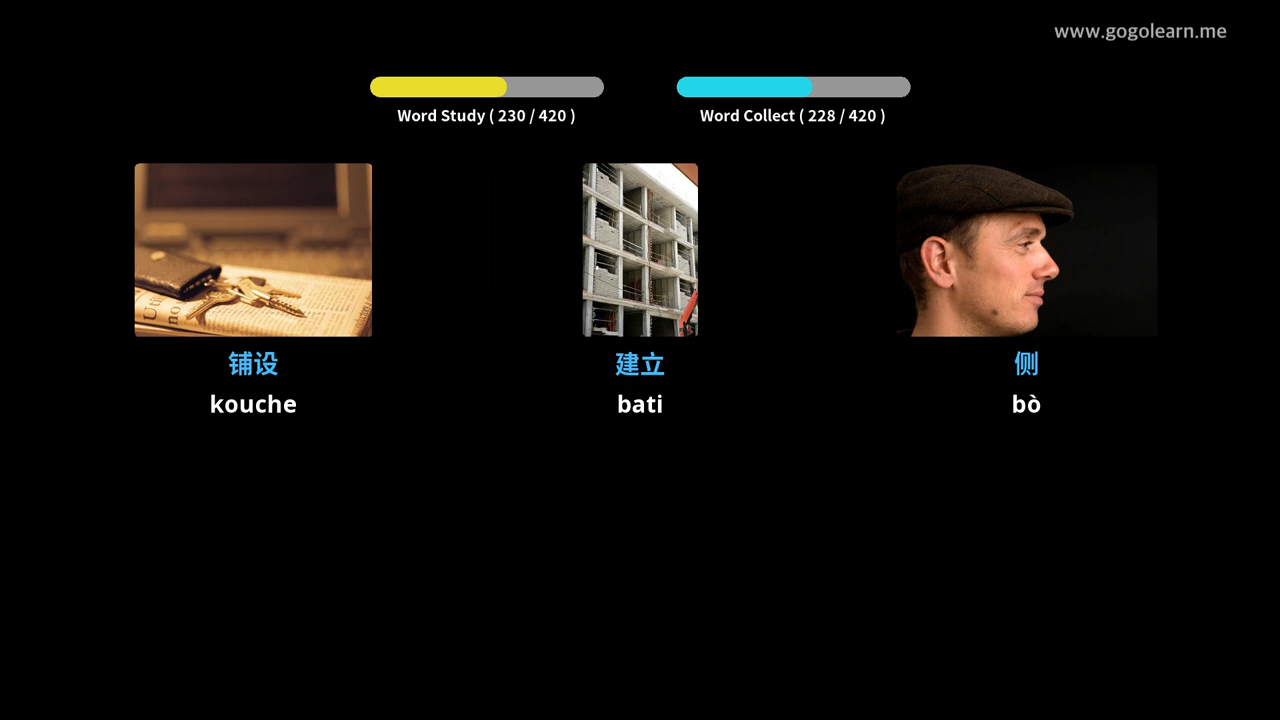 www.gogolearn.me
Word Study ( 230 / 420 )
Word Collect ( 228 / 420 )
铺设
kouche
建立
bati
侧
bò